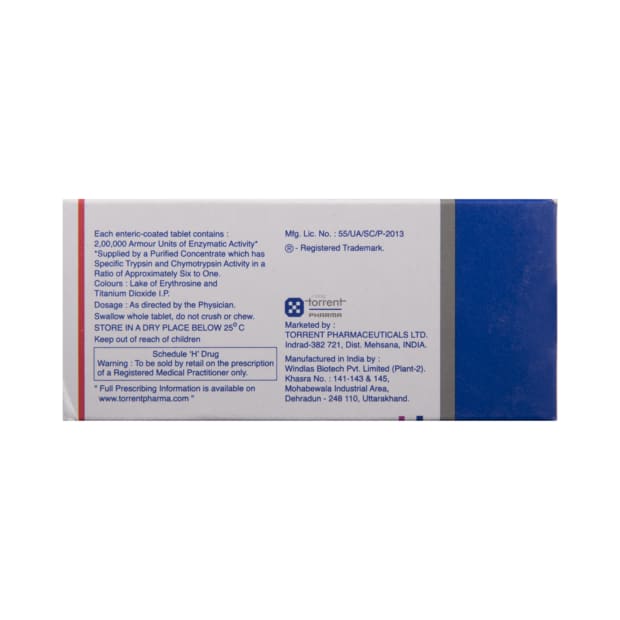 Each enteric-coated tablet contains :
2,00,000 Armour Units of Enzymatic Activity*
*Supplied by a Purified Concentrate which has
Specific Trypsin and Chymotrypsin Activity in a
Ratio of Approximately Six to One.
Colours : Lake of Erythrosine and
Titanium Dioxide I.P.
Dosage : As directed by the Physician.
Swallow whole tablet, do not crush or chew.
STORE IN A DRY PLACE BELOW 25°C
Keep out of reach of children
Schedule 'H' Drug
Warning : To be sold by retail on the prescription
of a Registered Medical Practitioner only.
" Full Prescribing Information is available on
www.torrentpharma.com "
Mfg. Lic. No. : 55/UA/SC/P-2013
® - Registered Trademark.
torrent
PHARMA
Marketed by :
TORRENT PHARMACEUTICALS LTD.
Indrad-382 721, Dist. Mehsana, INDIA.
Manufactured in India by :
Windlas Biotech Pvt. Limited (Plant-2).
Khasra No. : 141-143 & 145,
Mohabewala Industrial Area,
Dehradun - 248 110, Uttarakhand.